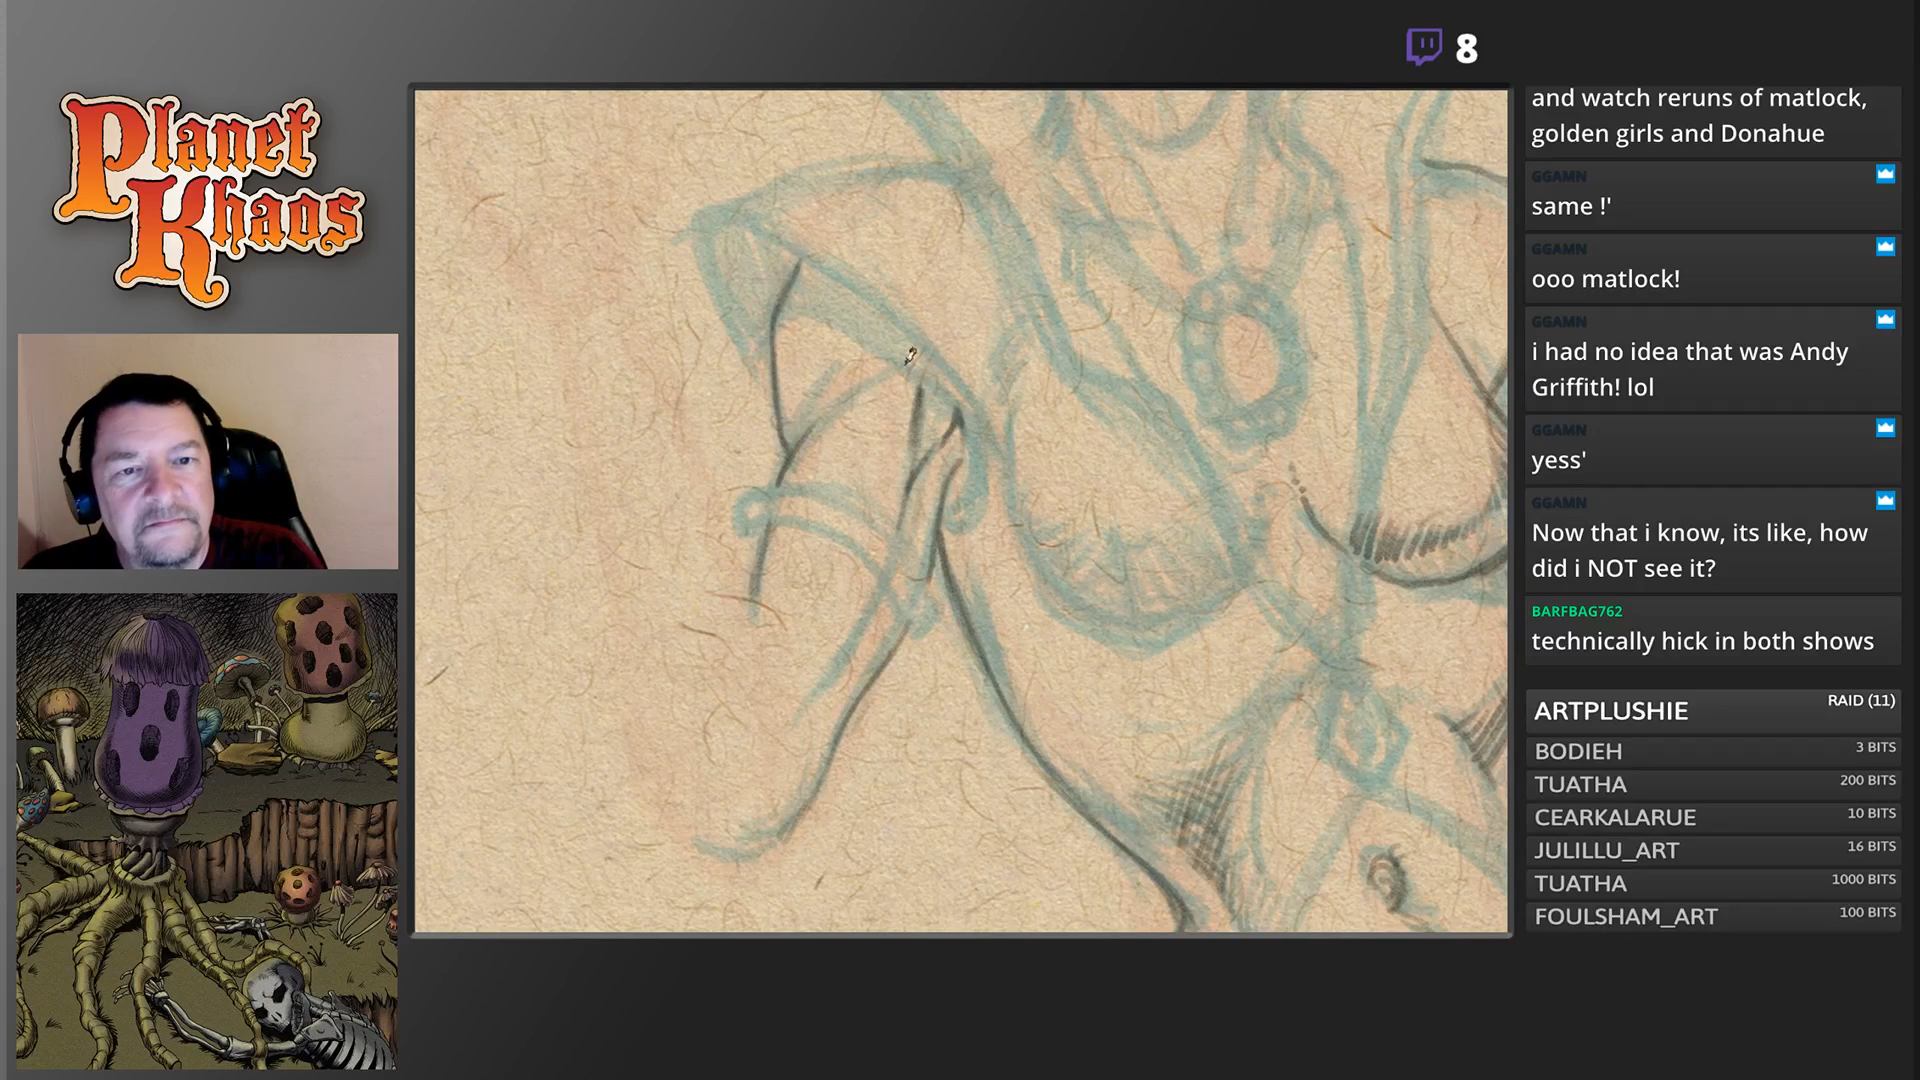 8
Planet
Khaos
and watch reruns of matlock,
golden girls and Donahue
GGAMN
same !'
GGAMN
ooo matlock!
GGAMN
i had no idea that was Andy
Griffith! lol
GGAMN
yess'
GGAMN
Now that i know, its like, how
did i NOT see it?
BARFBAG762
technically hick in both shows
ARTPLUSHIE RAID (11)
BODIEH 3 BITS
TUATHA 200 BITS
CEARKALARUE 10 BITS
JULILLU_ART 16 BITS
TUATHA 1000 BITS
FOULSHAM_ART 100 BITS